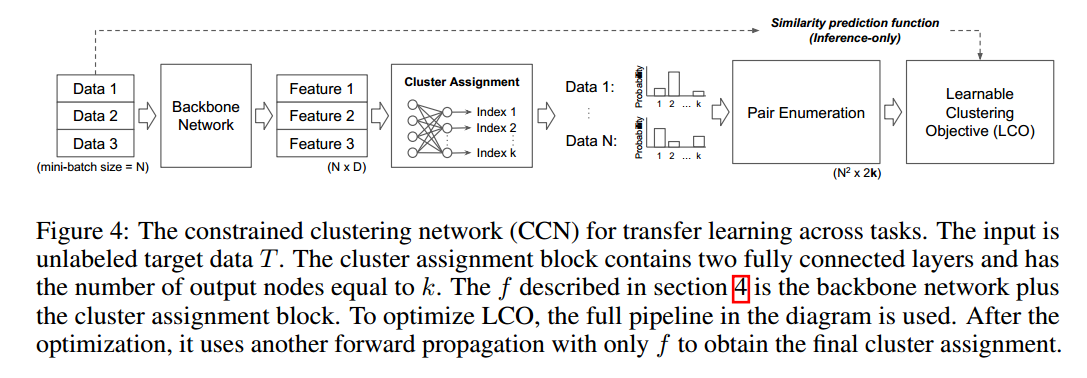 Similarity prediction function
(Inference-only)
Data 1
Data 2
Data 3
(mini-batch size = N)
Backbone
Network
Feature 1
Feature 2
Feature 3
(N x D)
Cluster Assignment
Index 1
Index 2
Index k
Data 1:
Data N:
Probability
1 2 ... k
Probability
1 2 ... k
Pair Enumeration
(N² x 2k)
Learnable
Clustering
Objective (LCO)
Figure 4: The constrained clustering network (CCN) for transfer learning across tasks. The input is
unlabeled target data T. The cluster assignment block contains two fully connected layers and has
the number of output nodes equal to k. The f described in section 4 is the backbone network plus
the cluster assignment block. To optimize LCO, the full pipeline in the diagram is used. After the
optimization, it uses another forward propagation with only f to obtain the final cluster assignment.